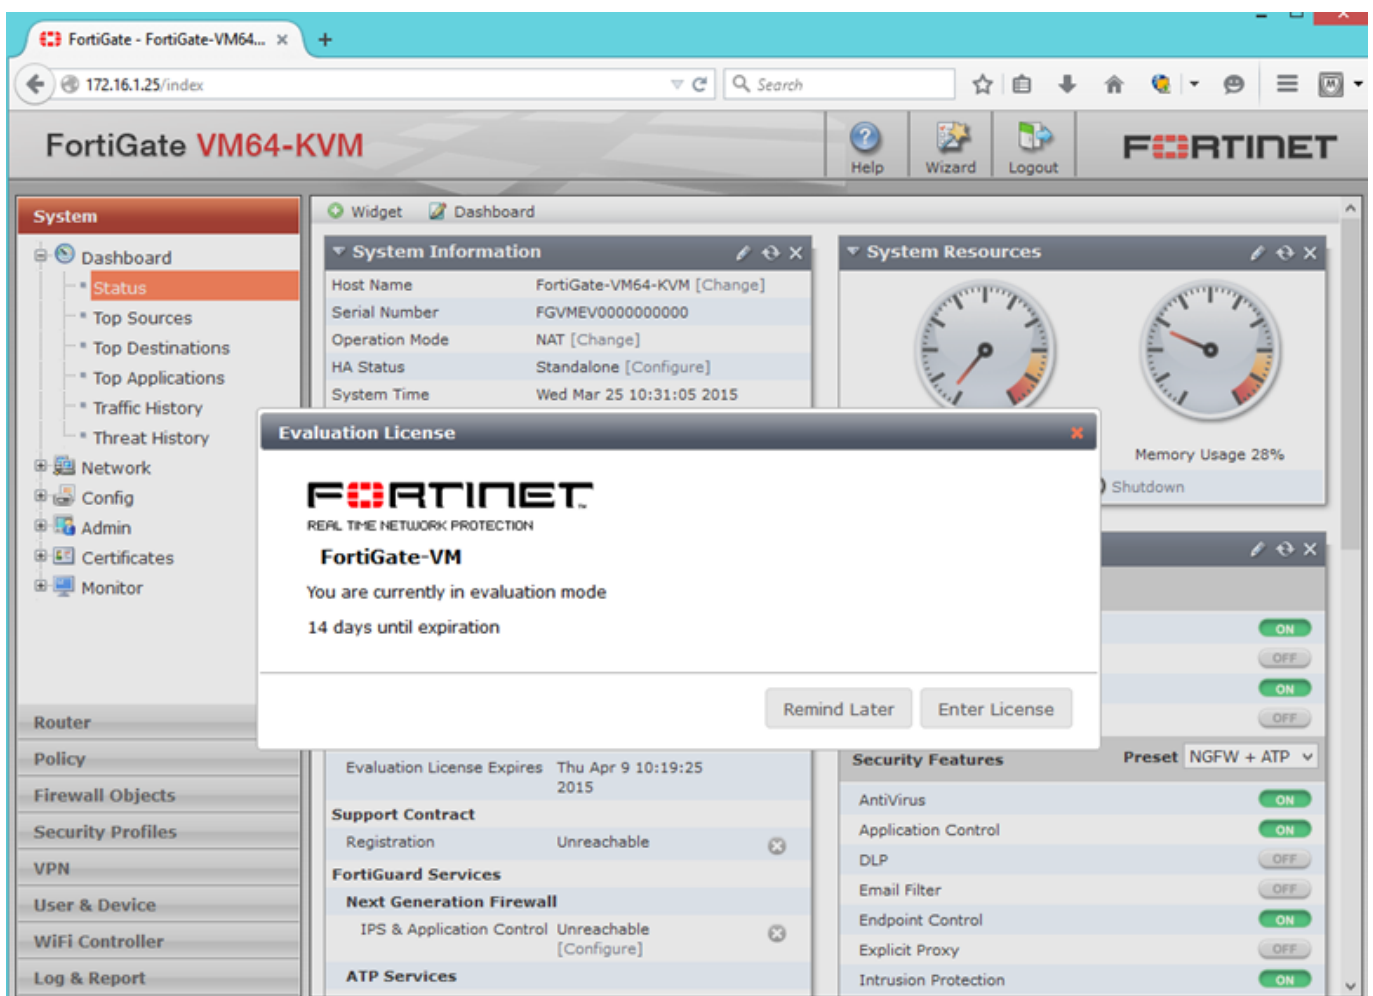 FortiGate - FortiGate-VM64...
172.16.1.25/index
Search
FortiGate VM64-KVM
Help
Wizard
Logout
FORTINET
System
Dashboard
Status
Top Sources
Top Destinations
Top Applications
Traffic History
Threat History
Network
Config
Admin
Certificates
Monitor
Router
Policy
Firewall Objects
Security Profiles
VPN
User & Device
WiFi Controller
Log & Report
Widget Dashboard
System Information
Host Name FortiGate-VM64-KVM [Change]
Serial Number FGVMEV0000000000
Operation Mode NAT [Change]
HA Status Standalone [Configure]
System Time Wed Mar 25 10:31:05 2015
System Resources
Memory Usage 28%
Shutdown
Evaluation License
FORTINET
REAL TIME NETWORK PROTECTION
FortiGate-VM
You are currently in evaluation mode
14 days until expiration
Remind Later
Enter License
Evaluation License Expires Thu Apr 9 10:19:25
2015
Support Contract
Registration Unreachable
FortiGuard Services
Next Generation Firewall
IPS & Application Control Unreachable
[Configure]
ATP Services
ON
OFF
ON
OFF
Security Features Preset NGFW + ATP
AntiVirus ON
Application Control ON
DLP OFF
Email Filter OFF
Endpoint Control ON
Explicit Proxy OFF
Intrusion Protection ON